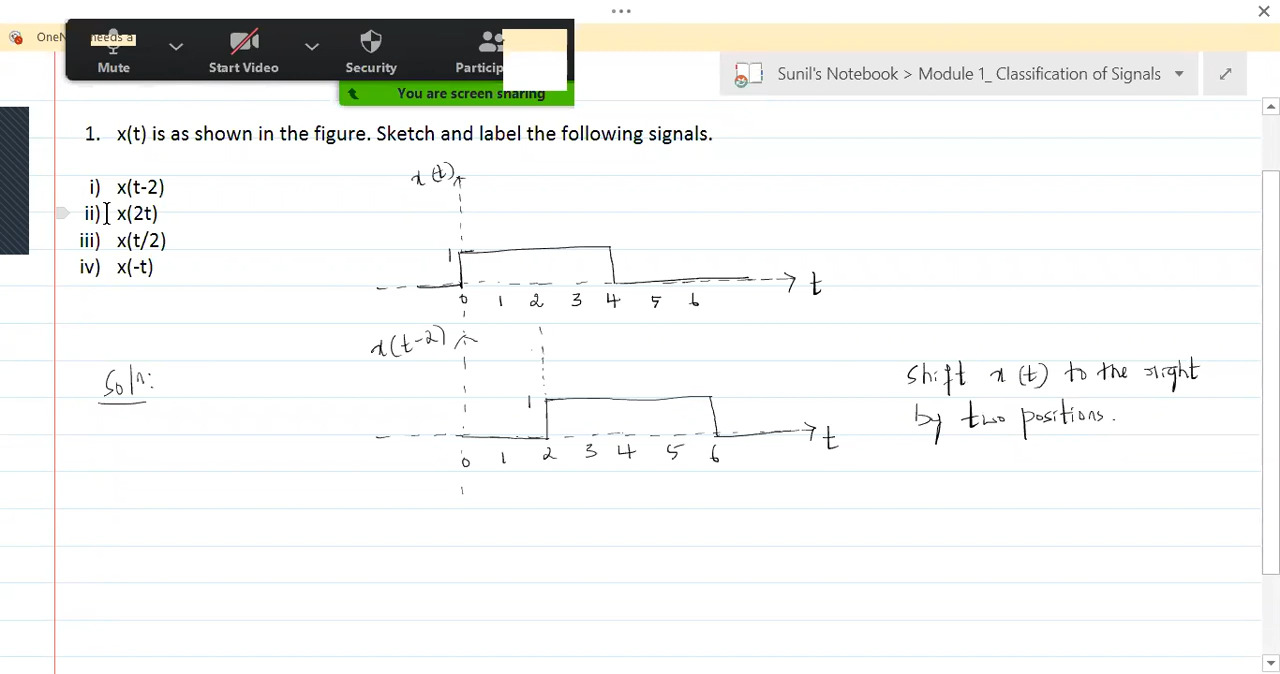 OneN needs a
Mute
Start Video
Security
Particip
You are screen sharing
Sunil's Notebook > Module 1_ Classification of Signals
1. x(t) is as shown in the figure. Sketch and label the following signals.
i) x(t-2)
ii) x(2t)
iii) x(t/2)
iv) x(-t)
x(t)
1
0 1 2 3 4 5 6
t
x(t-2)
Soln:
1
0 1 2 3 4 5 6
t
Shift x(t) to the right
by two positions.